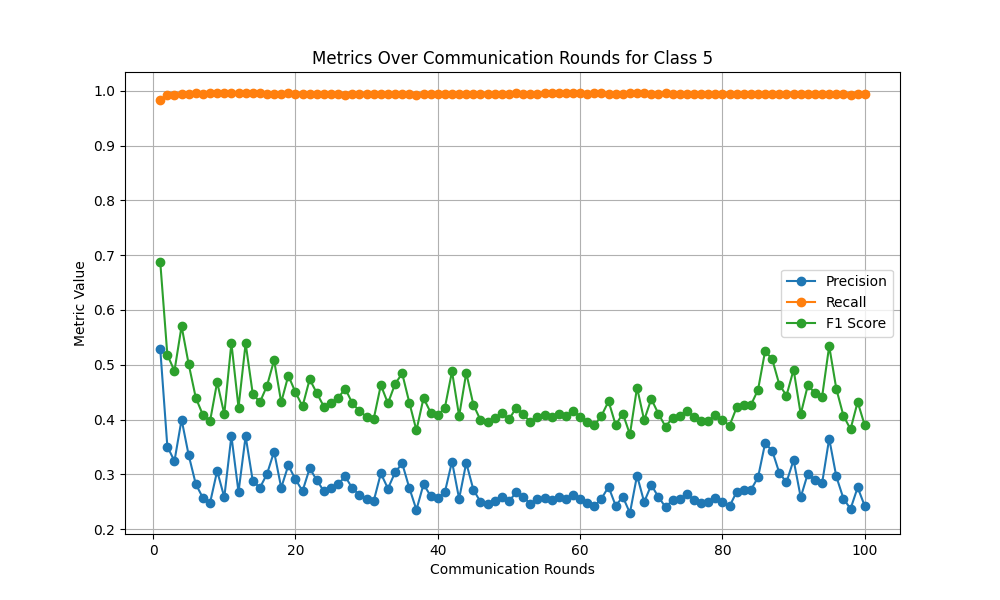 Metrics Over Communication Rounds for Class 5
1.0
0.9
0.8
0.7
0.6
0.5
0.4
0.3
0.2
Metric Value
Precision
Recall
F1 Score
0 20 40 60 80 100
Communication Rounds